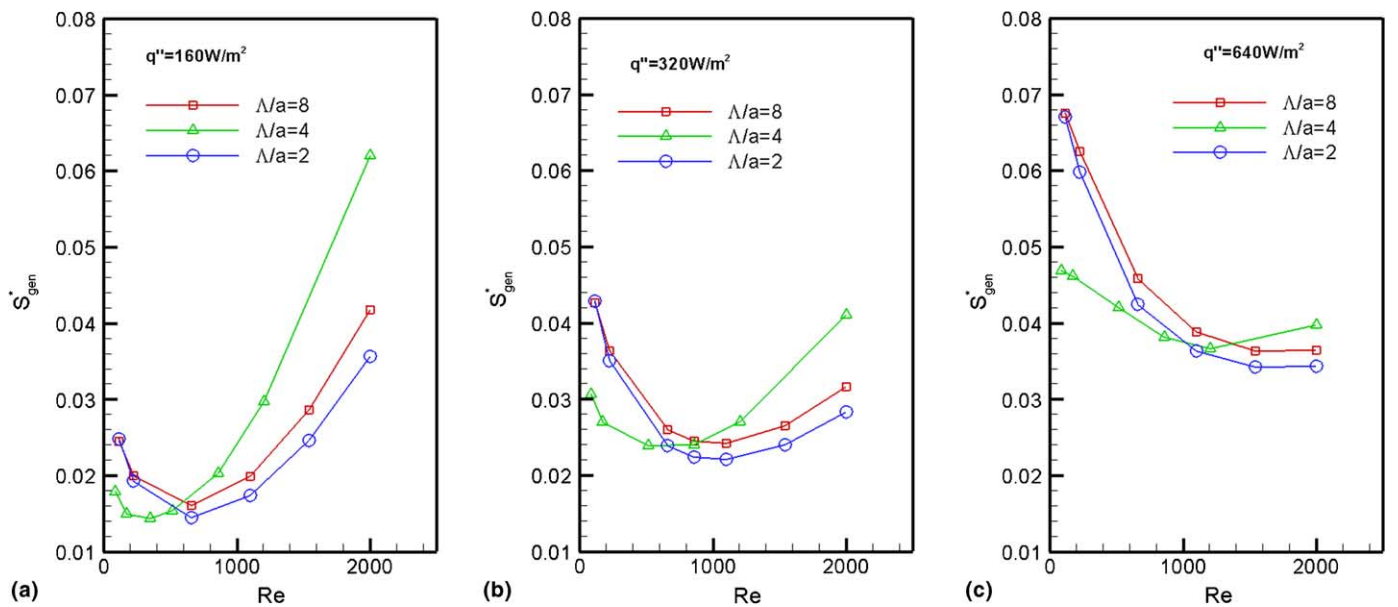 0.08
0.07
0.06
0.05
0.04
0.03
0.02
0.01
S*gen
q"=160W/m²
Λ/a=8
Λ/a=4
Λ/a=2
0 1000 2000
(a) Re
0.08
0.07
0.06
0.05
0.04
0.03
0.02
0.01
S*gen
q"=320W/m²
Λ/a=8
Λ/a=4
Λ/a=2
0 1000 2000
(b) Re
0.08
0.07
0.06
0.05
0.04
0.03
0.02
0.01
S*gen
q"=640W/m²
Λ/a=8
Λ/a=4
Λ/a=2
0 1000 2000
(c) Re